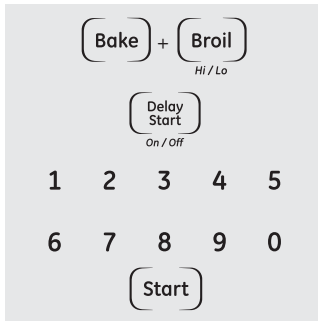 Bake + Broil
Hi / Lo
Delay
Start
On / Off
1 2 3 4 5
6 7 8 9 0
Start